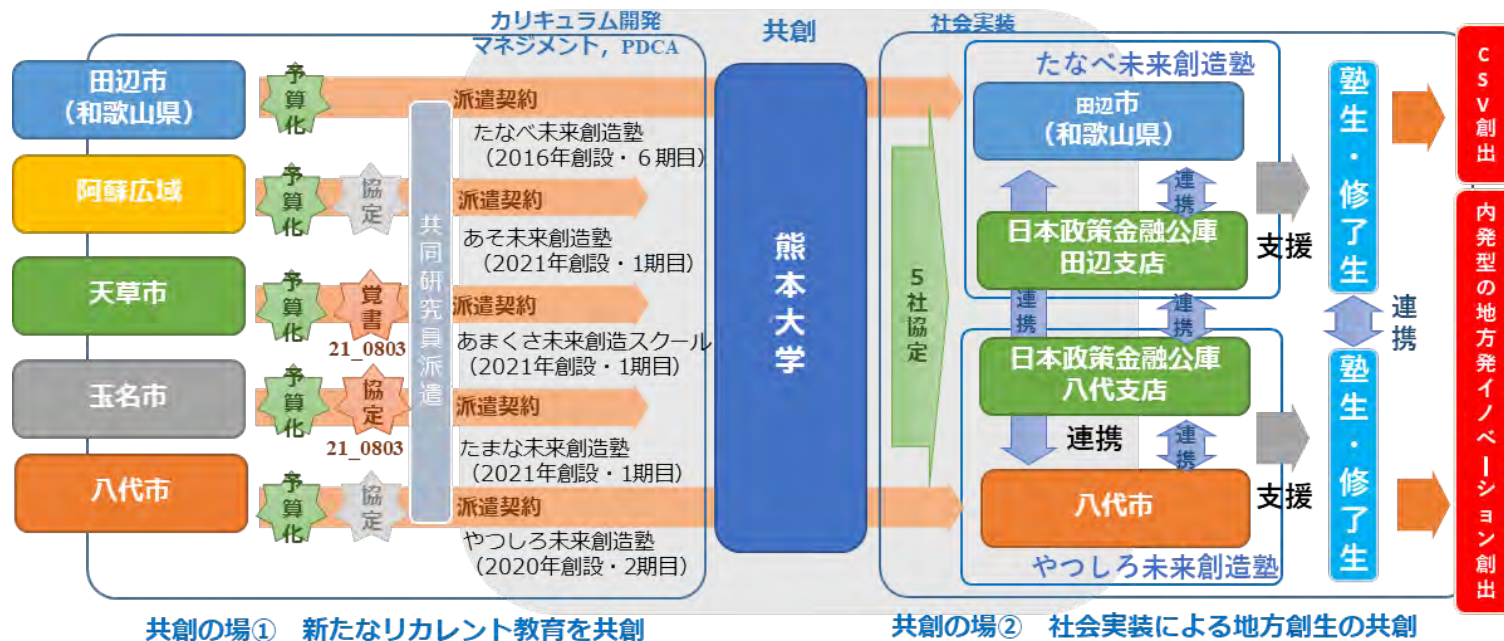 カリキュラム開発
マネジメント，PDCA
共創
社会実装
田辺市
（和歌山県）
予算化
派遣契約
たなべ未来創造塾
（2016年創設・６期目）
阿蘇広域
予算化
協定
派遣契約
あそ未来創造塾
（2021年創設・1期目）
天草市
予算化
覚書
21_0803
派遣契約
あまくさ未来創造スクール
（2021年創設・1期目）
玉名市
予算化
協定
21_0803
派遣契約
たまな未来創造塾
（2021年創設・1期目）
八代市
予算化
協定
派遣契約
やつしろ未来創造塾
（2020年創設・2期目）
共同研究員派遣
熊本大学
５社協定
たなべ未来創造塾
田辺市
（和歌山県）
連携
日本政策金融公庫
田辺支店
支援
連携
連携
日本政策金融公庫
八代支店
連携
連携
八代市
支援
やつしろ未来創造塾
塾生・修了生
連携
塾生・修了生
CSV創出
内発型の地方発イノベーション創出
共創の場①　新たなリカレント教育を共創
共創の場②　社会実装による地方創生の共創